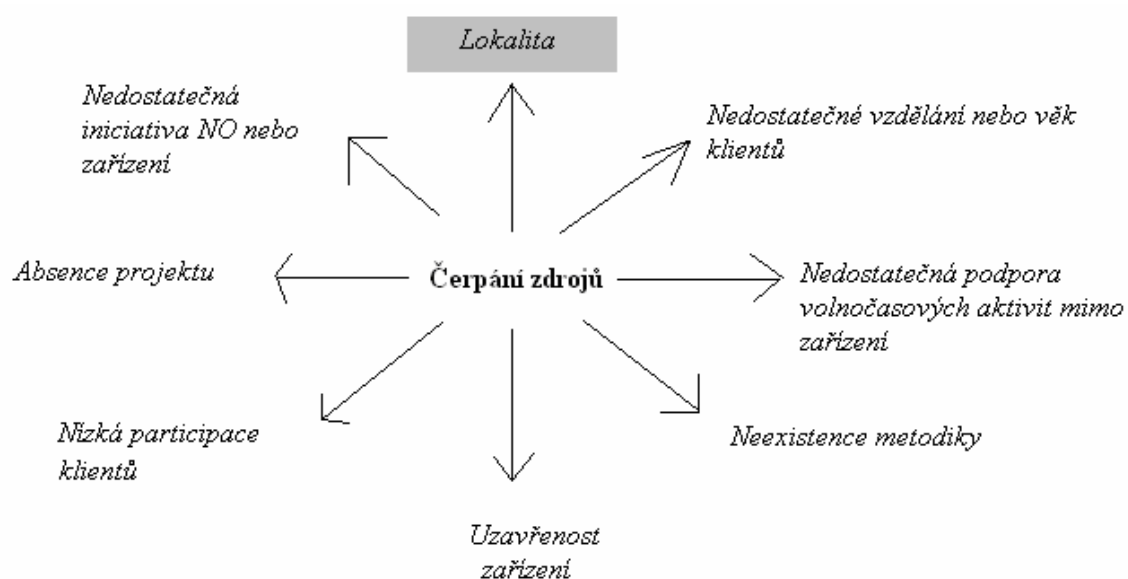 Lokalita
Nedostatečná
iniciativa NO nebo
zařízení
Nedostatečné vzdělání nebo věk
klientů
Absence projektu
Čerpání zdrojů
Nedostatečná podpora
volnočasových aktivit mimo
zařízení
Nízká participace
klientů
Neexistence metodiky
Uzavřenost
zařízení